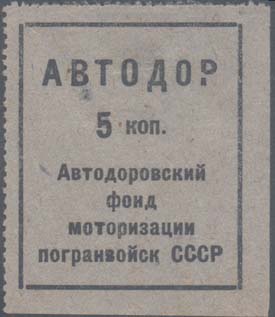 АВТОДОР
5 коп.
Автодоровский
фонд
моторизации
погранвойск СССР